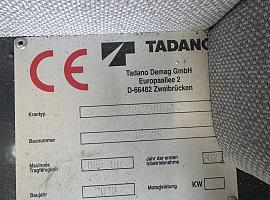 CE TADANO
Tadano Demag GmbH
Europaallee 2
D-66482 Zweibrücken
Krantyp
Baunummer
Maximale Tragfähigkeit
Jahr der ersten Inbetriebnahme
Baujahr
Motorleistung KW